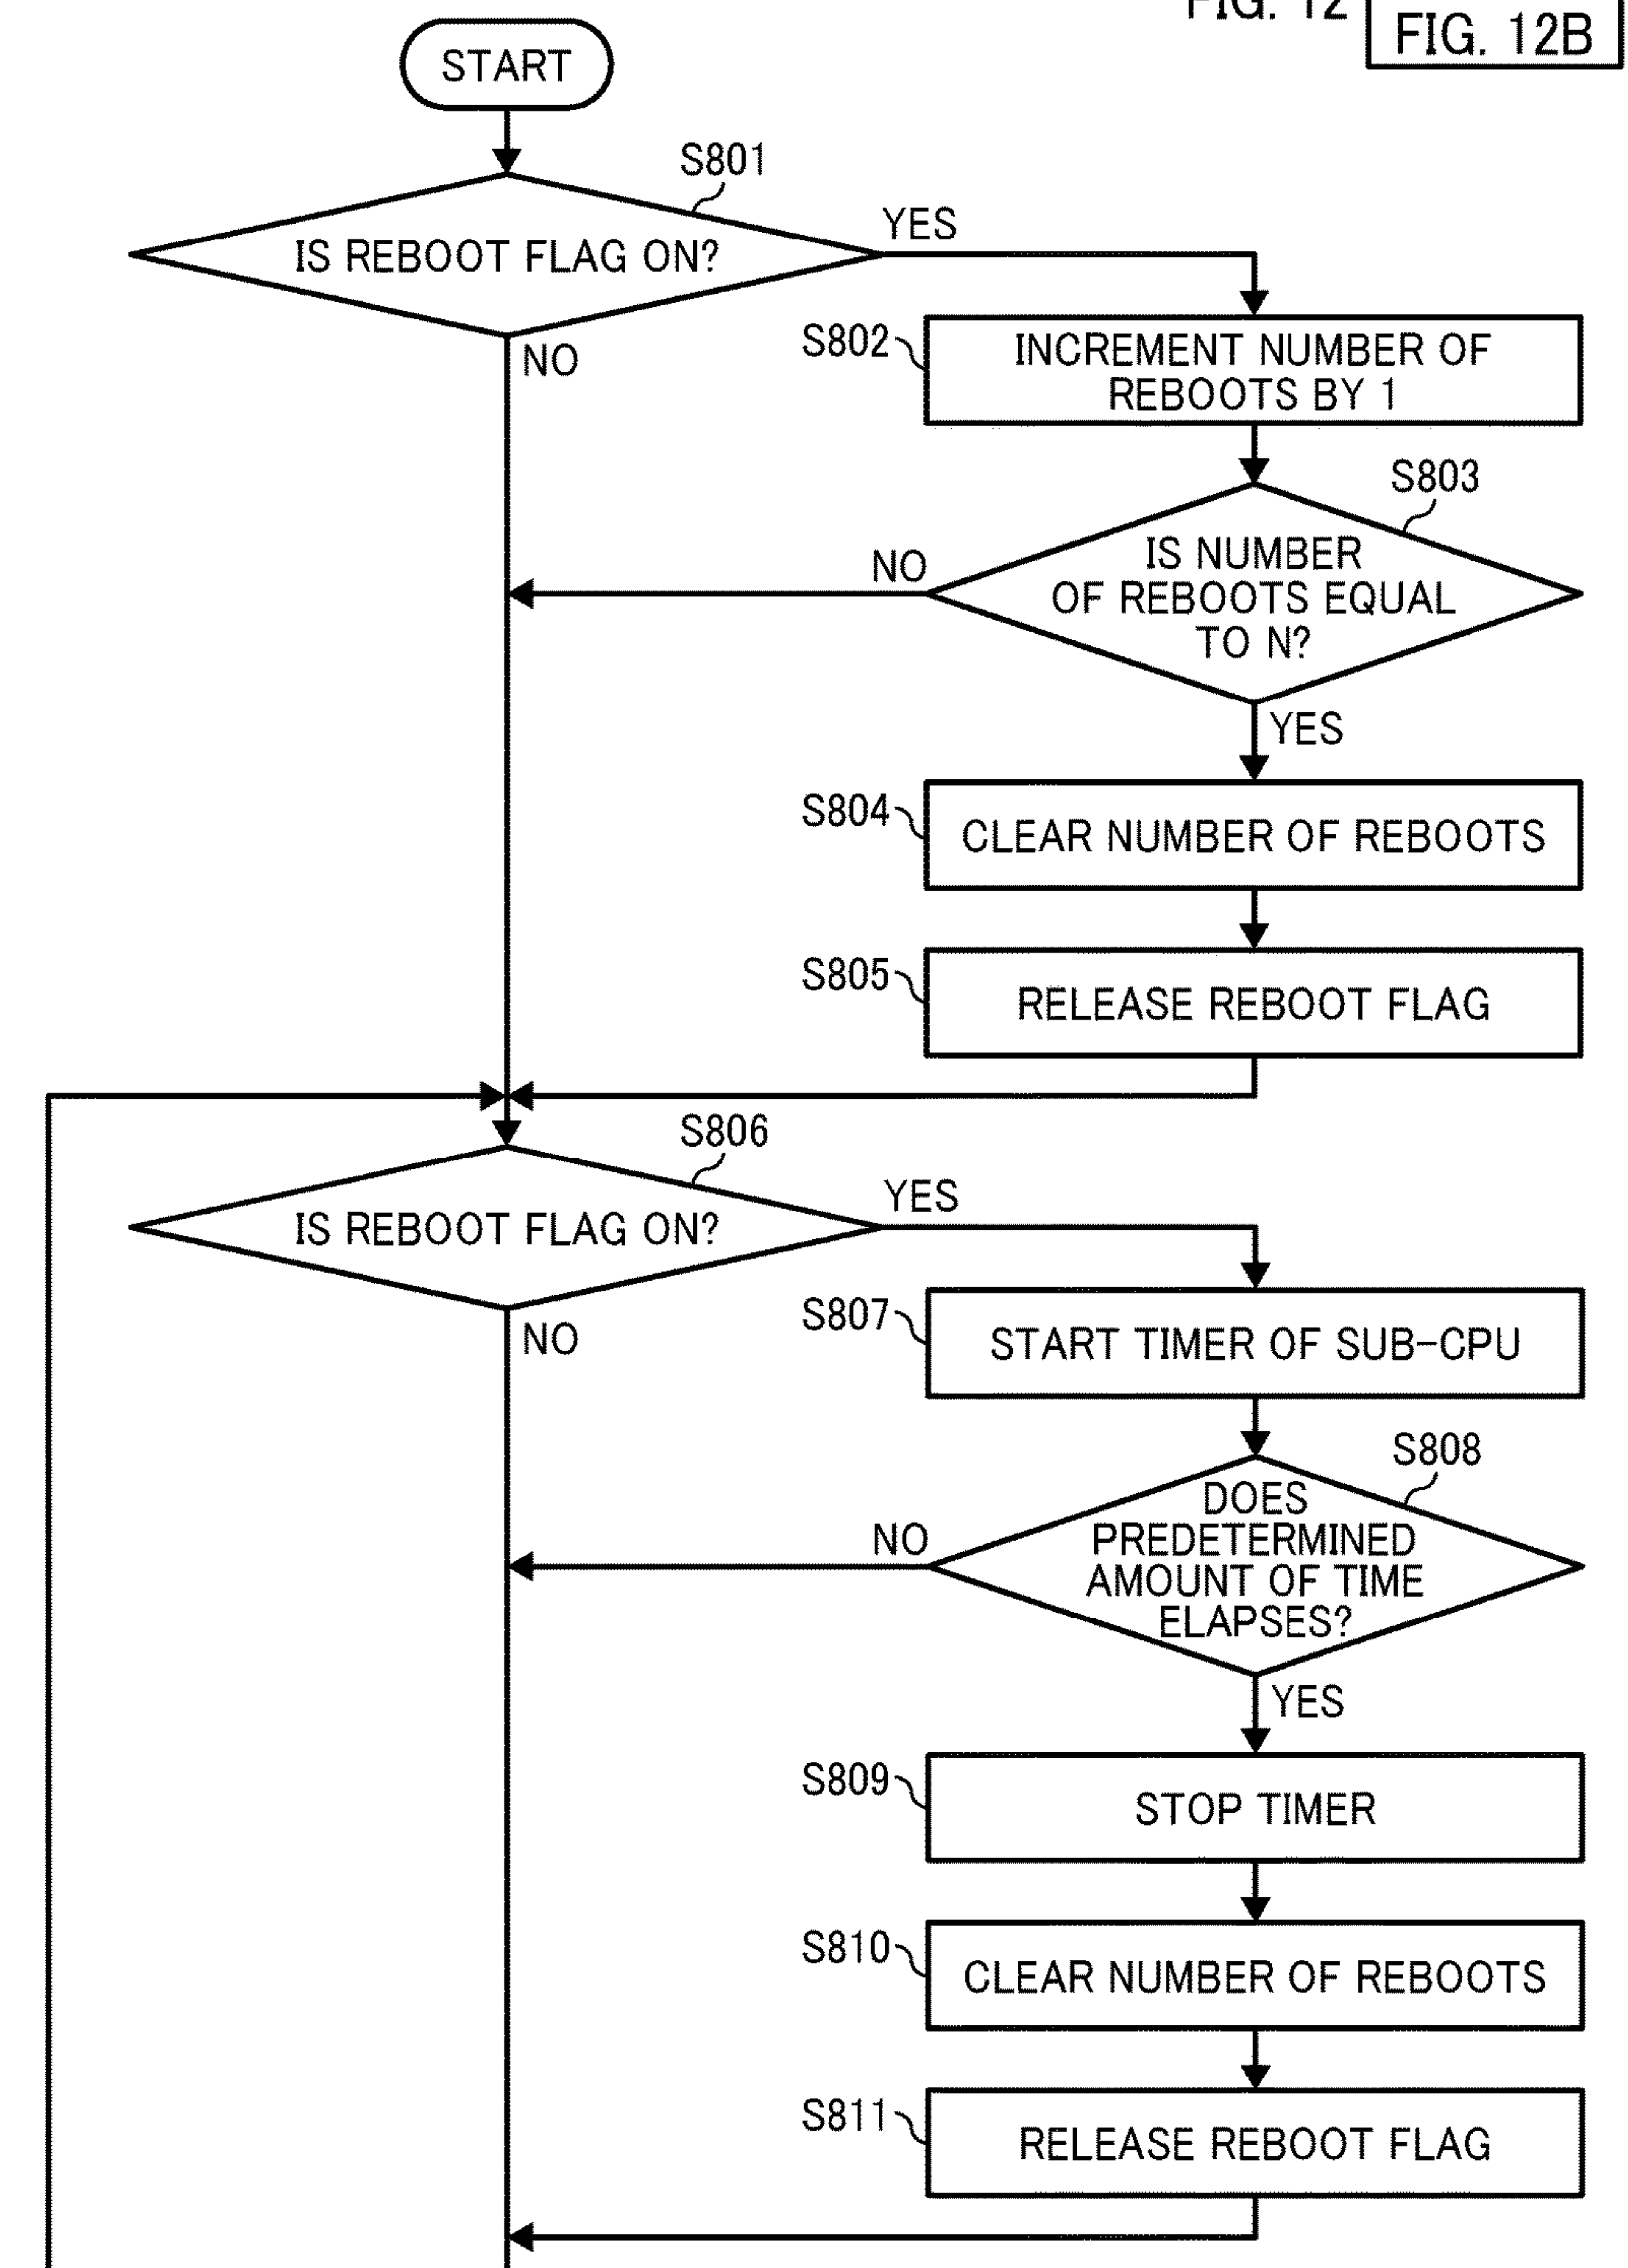 FIG. 12
FIG. 12B
START
S801
IS REBOOT FLAG ON?
YES
NO
S802
INCREMENT NUMBER OF
REBOOTS BY 1
S803
IS NUMBER
OF REBOOTS EQUAL
TO N?
NO
YES
S804
CLEAR NUMBER OF REBOOTS
S805
RELEASE REBOOT FLAG
S806
IS REBOOT FLAG ON?
YES
NO
S807
START TIMER OF SUB-CPU
S808
DOES
PREDETERMINED
AMOUNT OF TIME
ELAPSES?
NO
YES
S809
STOP TIMER
S810
CLEAR NUMBER OF REBOOTS
S811
RELEASE REBOOT FLAG